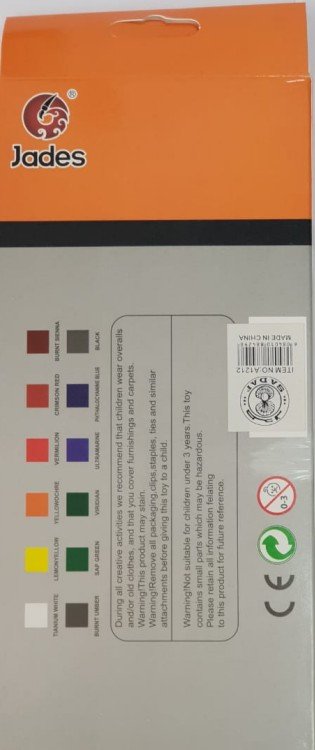 Jades
®
TIANIUM WHITE
LEMONYELLOW
YELLOWOCHRE
VERMILION
CRIMSON RED
BURNT SIENNA
BURNT UMBER
SAP GREEN
VIRIDIAN
ULTRAMARINE
PHTHALOCYANINE BLUE
BLACK
During all creative activities we recommend that children wear overalls
and/or old clothes, and that you cover furnishings and carpets.
Warning!This product may stain.
Warning!Remove all packaging,clips,staples, ties and similar
attachments before giving this toy to a child.
Warning!Not suitable for children under 3 years.This toy
contains small parts which may be hazardous.
Please retain all information relating
to this product for future reference.
SADAF
ITEM NO.A1212
MADE IN CHINA
0-3
CE